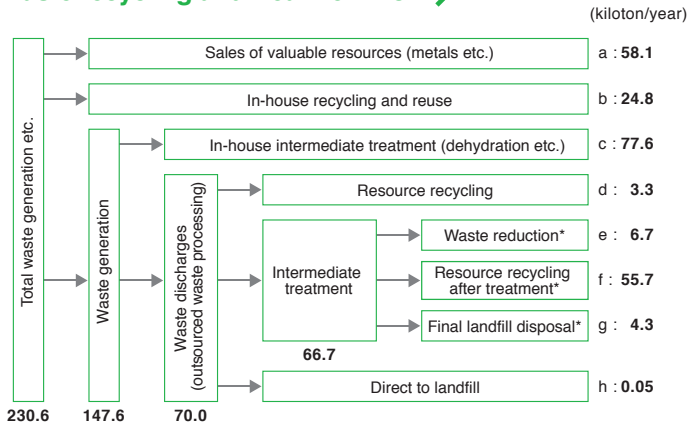 (kiloton/year)
Sales of valuable resources (metals etc.)
a : 58.1
In-house recycling and reuse
b : 24.8
In-house intermediate treatment (dehydration etc.)
c : 77.6
Resource recycling
d : 3.3
Waste reduction*
e : 6.7
Resource recycling
after treatment*
f : 55.7
Final landfill disposal*
g : 4.3
Direct to landfill
h : 0.05
Total waste generation etc.
230.6
Waste generation
147.6
Waste discharges
(outsourced waste processing)
70.0
Intermediate
treatment
66.7